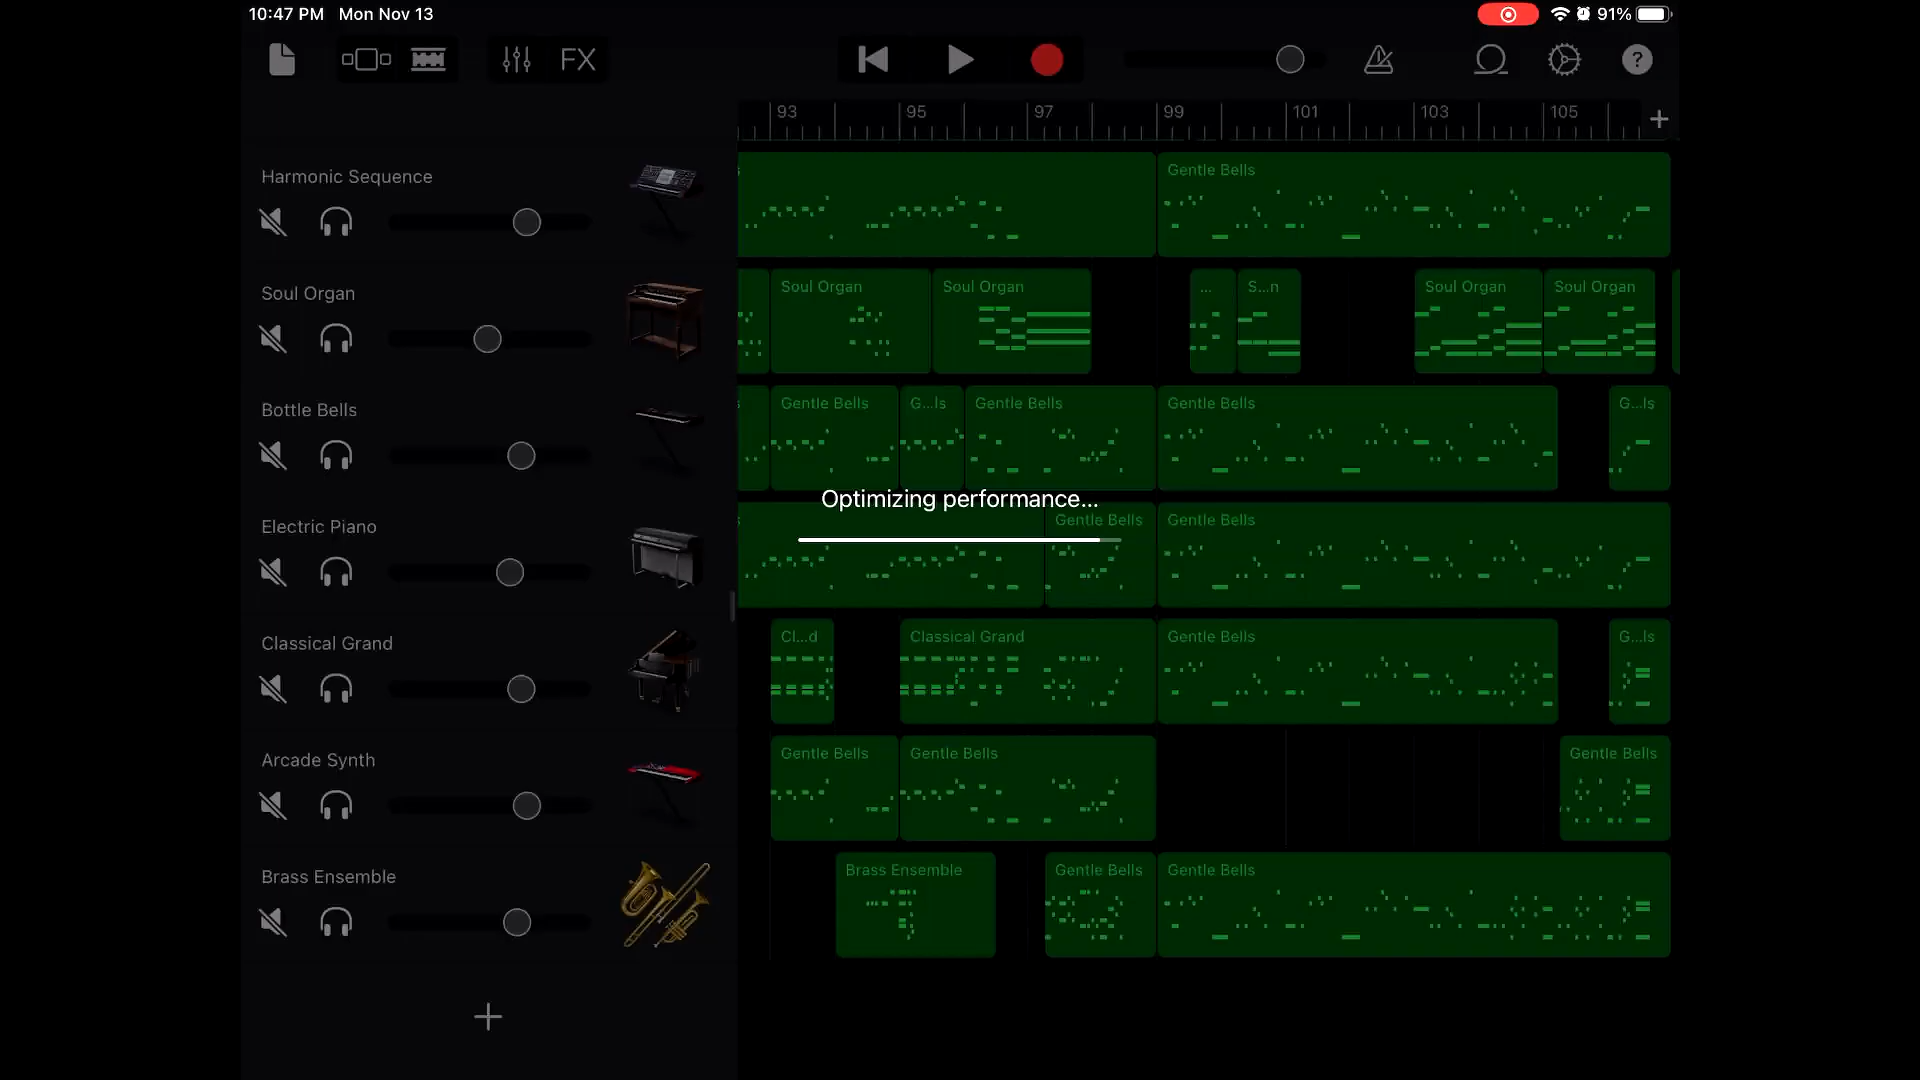 10:47 PM Mon Nov 13
91%
FX
?
93 95 97 99 101 103 105
Harmonic Sequence
Gentle Bells
Soul Organ
Soul Organ Soul Organ ... S...n Soul Organ Soul Organ
Bottle Bells
Gentle Bells G...ls Gentle Bells Gentle Bells G...ls
Optimizing performance...
Electric Piano
Gentle Bells Gentle Bells
Classical Grand
Cl...d Classical Grand Gentle Bells G...ls
Arcade Synth
Gentle Bells Gentle Bells Gentle Bells
Brass Ensemble
Brass Ensemble Gentle Bells Gentle Bells